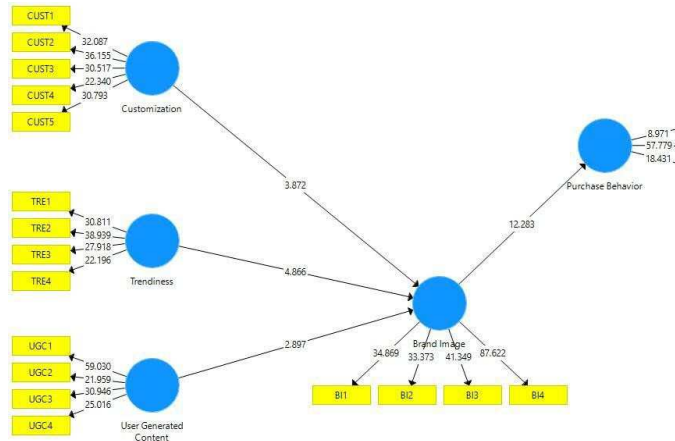 CUST1
32.087
CUST2
36.155
CUST3
30.517
CUST4
22.340
CUST5
30.793
Customization
3.872
8.971
57.779
18.431
Purchase Behavior
12.283
TRE1
30.811
TRE2
38.939
TRE3
27.918
TRE4
22.196
Trendiness
4.866
UGC1
59.030
UGC2
21.959
UGC3
30.946
UGC4
25.016
User Generated
Content
2.897
Brand Image
34.869
33.373
41.349
87.622
BI1
BI2
BI3
BI4